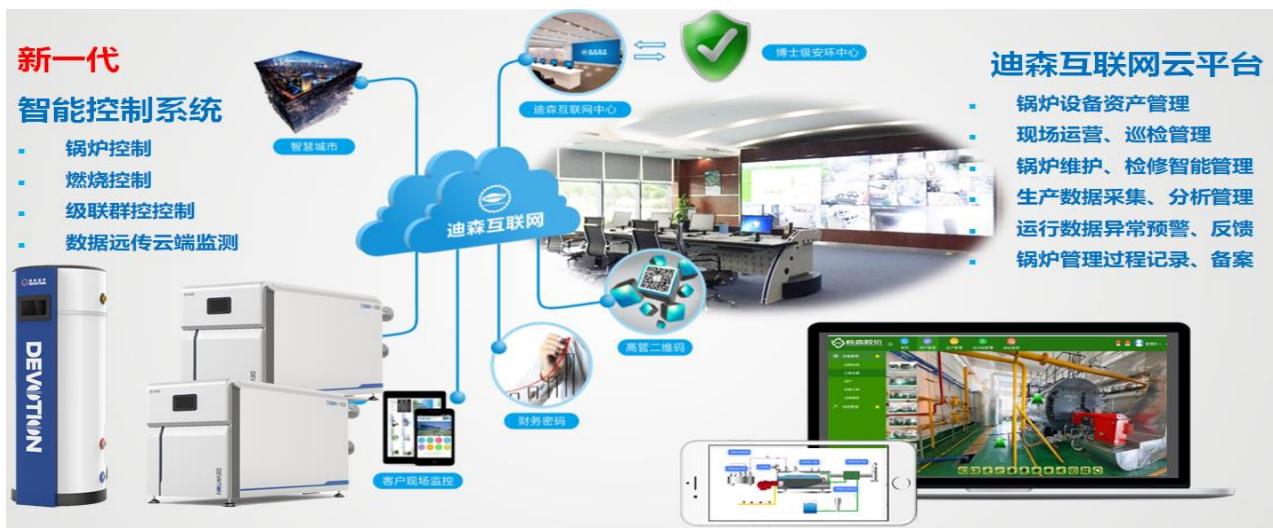 新一代
智能控制系统
锅炉控制
燃烧控制
级联群控控制
数据远传云端监测
智慧城市
迪森互联网中心
博士级安环中心
迪森互联网
高管二维码
财务密码
客户现场监控
迪森互联网云平台
锅炉设备资产管理
现场运营、巡检管理
锅炉维护、检修智能管理
生产数据采集、分析管理
运行数据异常预警、反馈
锅炉管理过程记录、备案
DEVOTION
DEVOTION
DEVOTION
迪森股份